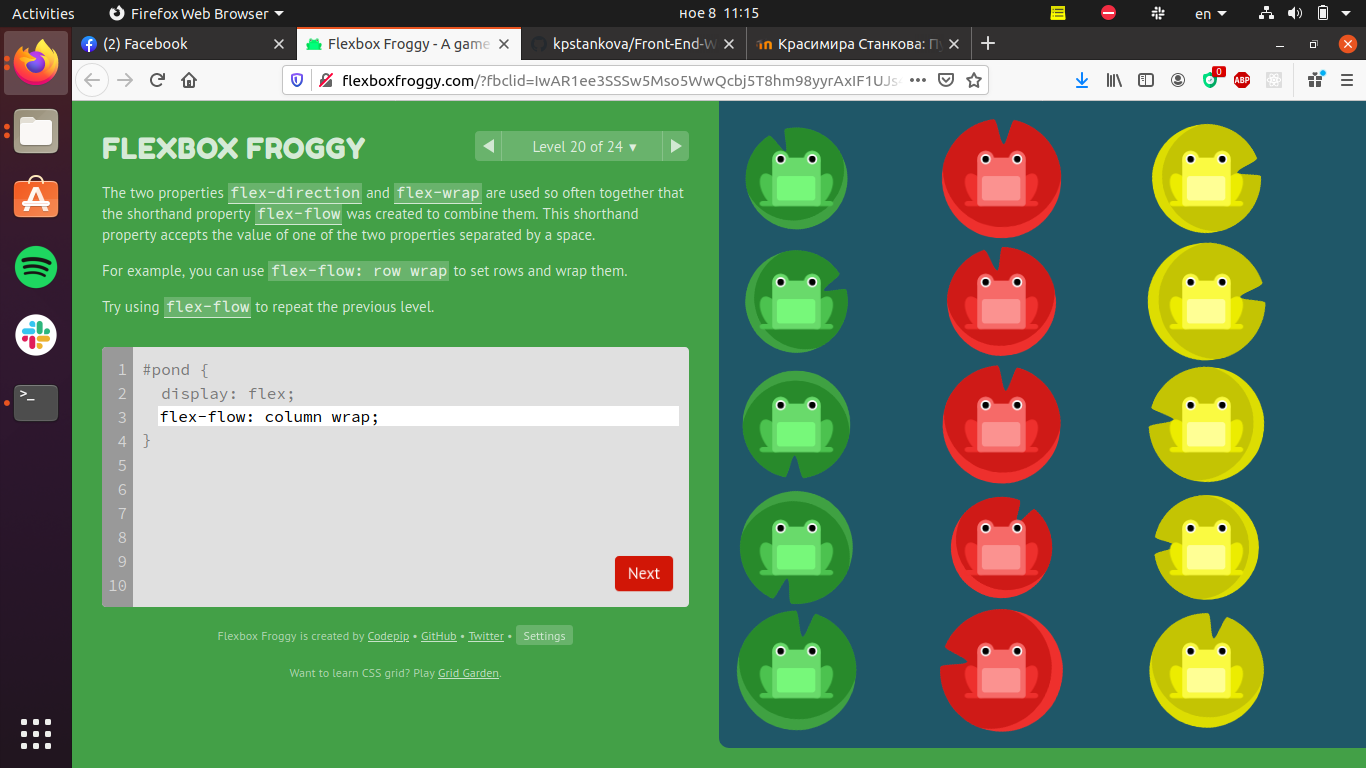 Activities
Firefox Web Browser
ное 8 11:15
en
(2) Facebook
Flexbox Froggy - A game
kpstankova/Front-End-W
Красимира Станкова: П
flexboxfroggy.com/?fbclid=IwAR1ee3SSSw5Mso5WwQcbj5T8hm98yyrAxIF1UJs
0
ABP
FLEXBOX FROGGY
Level 20 of 24 ▼
The two properties flex-direction and flex-wrap are used so often together that
the shorthand property flex-flow was created to combine them. This shorthand
property accepts the value of one of the two properties separated by a space.
For example, you can use flex-flow: row wrap to set rows and wrap them.
Try using flex-flow to repeat the previous level.
1 #pond {
2 display: flex;
3 flex-flow: column wrap;
4 }
5
6
7
8
9
10
Next
Flexbox Froggy is created by Codepip • GitHub • Twitter • Settings
Want to learn CSS grid? Play Grid Garden.